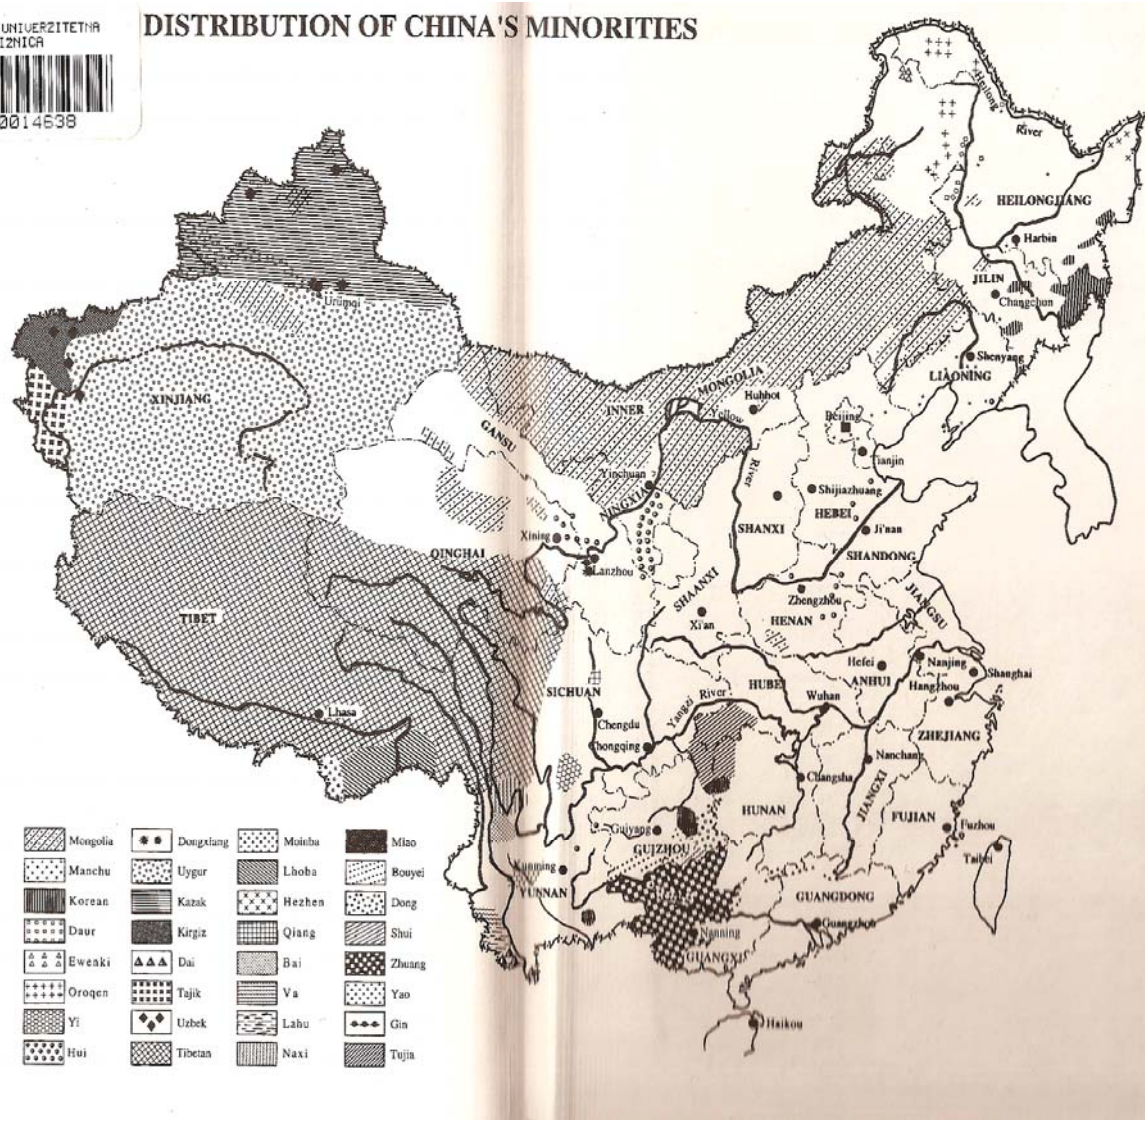 UNIVERZITETNA
DISTRIBUTION OF CHINA'S MINORITIES
0014638
Heilong
River
HEILONGJIANG
Harbin
JILIN
Changchun
Urumqi
Shenyang
LIAONING
XINJIANG
INNER
MONGOLIA
Huhhot
Yellow
Beijing
GANSU
Tianjin
Yinchuan
River
Shijiazhuang
NINGXIA
HEBEI
SHANXI
Ji'nan
Xining
QINGHAI
SHANDONG
Lanzhou
SHAANXI
Zhengzhou
JIANGSU
TIBET
Xi'an
HENAN
Hefei
Nanjing
Shanghai
ANHUI
Hangzhou
SICHUAN
HUBEI
River
Yangzi
Wuhan
Lhasa
Chengdu
ZHEJIANG
Chongqing
Nanchang
Changsha
JIANGXI
HUNAN
FUJIAN
Fuzhou
Guiyang
GUIZHOU
Taibei
Kunming
YUNNAN
GUANGDONG
Guangzhou
Nanning
GUANGXI
Haikou
Mongolia
Dongxiang
Moinba
Miao
Manchu
Uygur
Lhoba
Bouyei
Korean
Kazak
Hezhen
Dong
Daur
Kirgiz
Qiang
Shui
Ewenki
Dai
Bai
Zhuang
Oroqen
Tajik
Va
Yao
Yi
Uzbek
Lahu
Gin
Hui
Tibetan
Naxi
Tujia